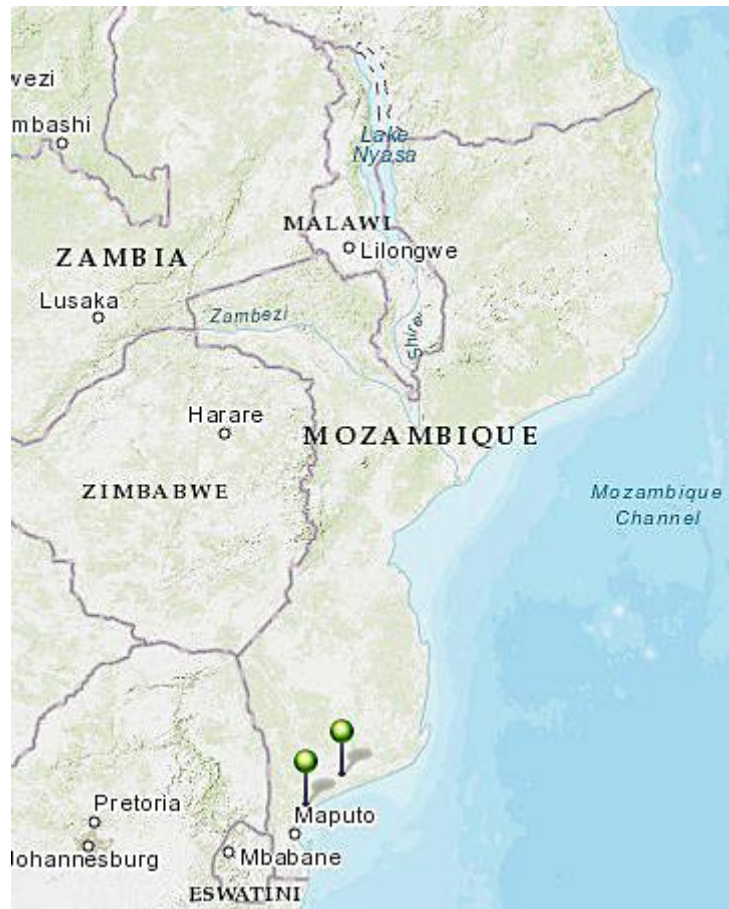 wezi
mbashi
Lake
Nyasa
MALAWI
Lilongwe
ZAMBIA
Lusaka
Zambezi
Shire
Harare
MOZAMBIQUE
ZIMBABWE
Mozambique
Channel
Pretoria
Maputo
Johannesburg
Mbabane
ESWATINI